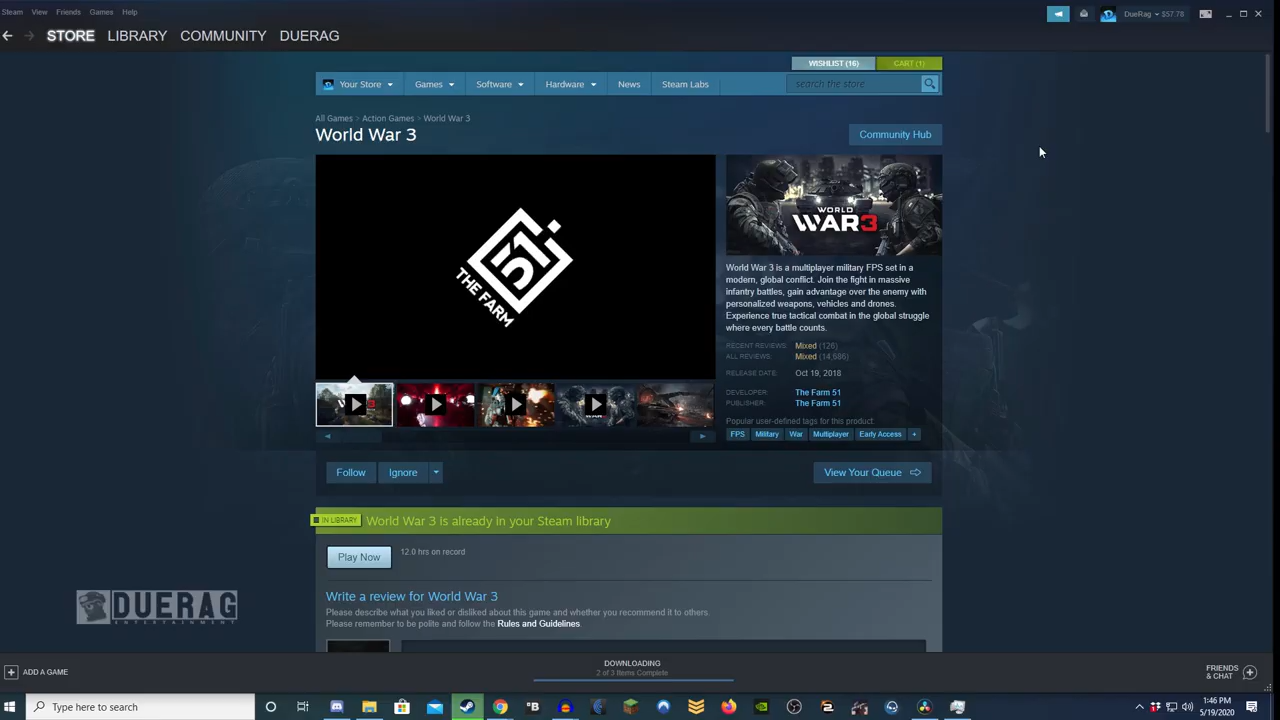 Steam View Friends Games Help
DueRag $57.78
STORE LIBRARY COMMUNITY DUERAG
WISHLIST (16) CART (1)
Your Store Games Software Hardware News Steam Labs search the store
All Games > Action Games > World War 3
World War 3
Community Hub
51
THE FARM
WORLD
WAR3
World War 3 is a multiplayer military FPS set in a
modern, global conflict. Join the fight in massive
infantry battles, gain advantage over the enemy with
personalized weapons, vehicles and drones.
Experience true tactical combat in the global struggle
where every battle counts.
RECENT REVIEWS: Mixed (126)
ALL REVIEWS: Mixed (14,686)
RELEASE DATE: Oct 19, 2018
DEVELOPER: The Farm 51
PUBLISHER: The Farm 51
Popular user-defined tags for this product:
FPS Military War Multiplayer Early Access +
Follow Ignore View Your Queue
IN LIBRARY World War 3 is already in your Steam library
Play Now 12.0 hrs on record
Write a review for World War 3
Please describe what you liked or disliked about this game and whether you recommend it to others.
Please remember to be polite and follow the Rules and Guidelines.
DUERAG
ENTERTAINMENT
ADD A GAME
DOWNLOADING
2 of 3 Items Complete
FRIENDS
& CHAT
Type here to search
1:46 PM
5/19/2020